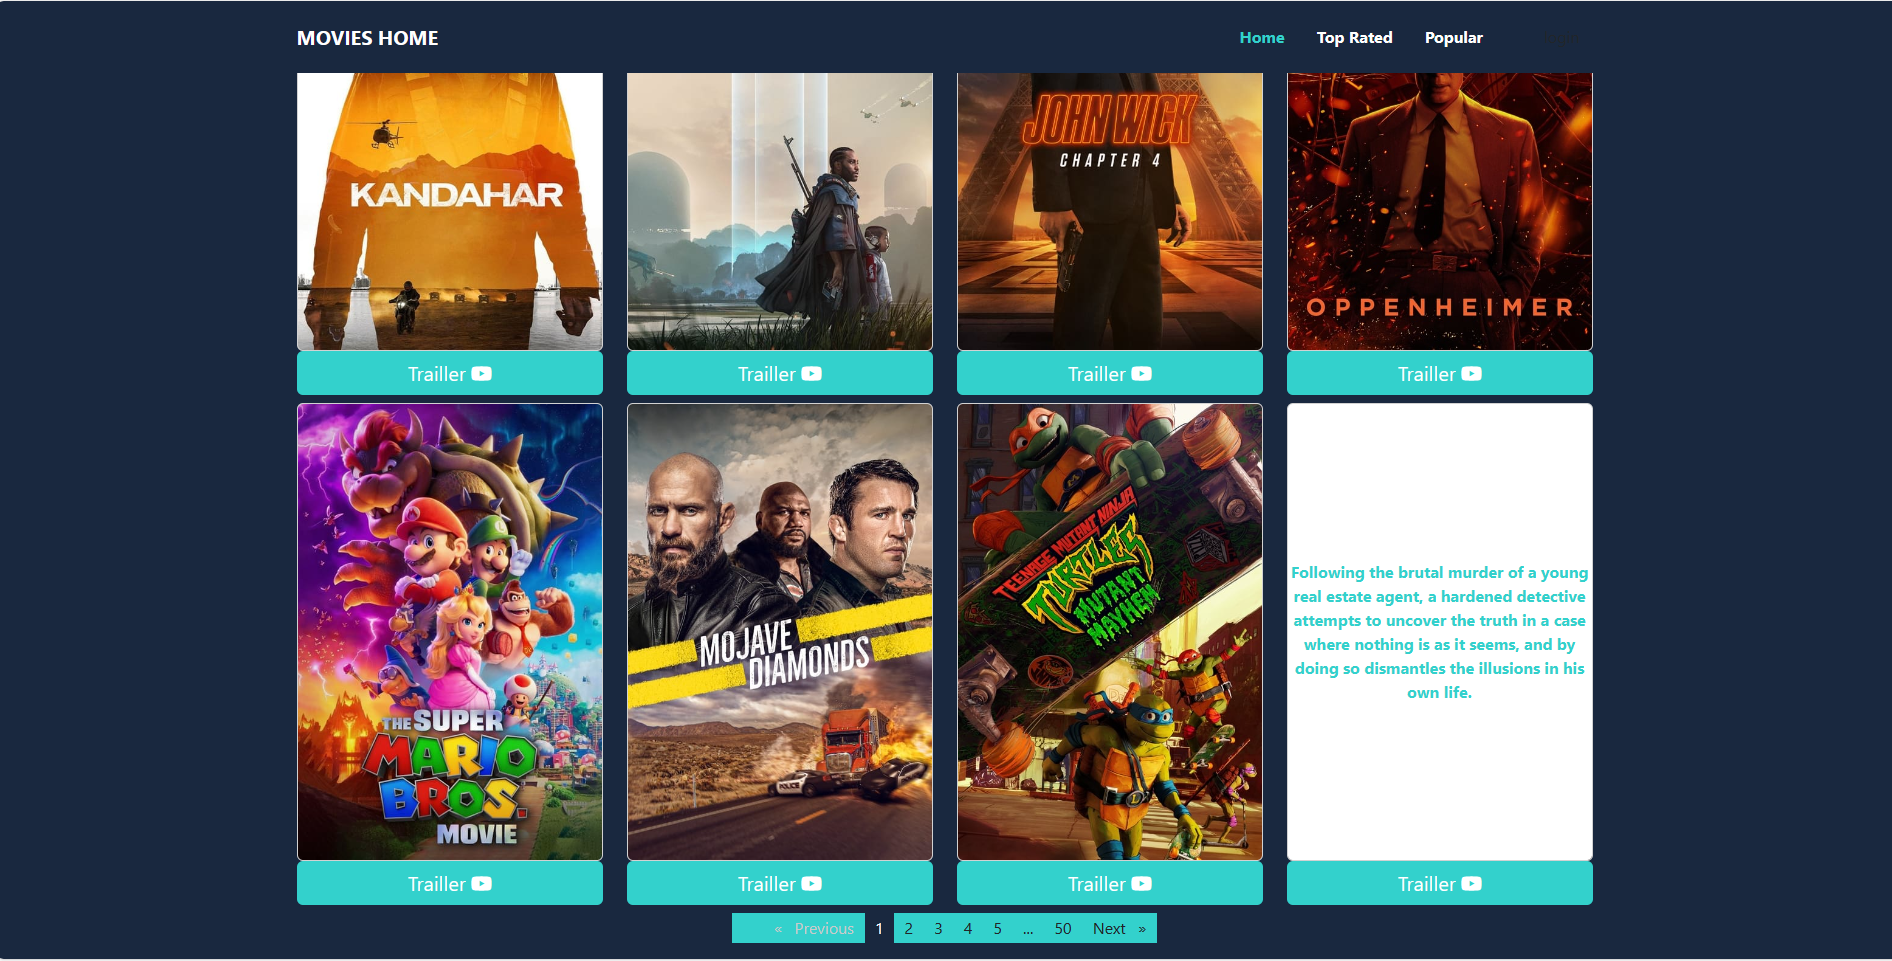 MOVIES HOME
Home Top Rated Popular
KANDAHAR
JOHN WICK
CHAPTER 4
OPPENHEIMER
Trailler
Trailler
Trailler
Trailler
THE SUPER
MARIO
BROS.
MOVIE
MOJAVE
DIAMONDS
POLICE
TEENAGE MUTANT NINJA
TURTLES
MUTANT
MAYHEM
Following the brutal murder of a young
real estate agent, a hardened detective
attempts to uncover the truth in a case
where nothing is as it seems, and by
doing so dismantles the illusions in his
own life.
Trailler
Trailler
Trailler
Trailler
« Previous 1 2 3 4 5 ... 50 Next »